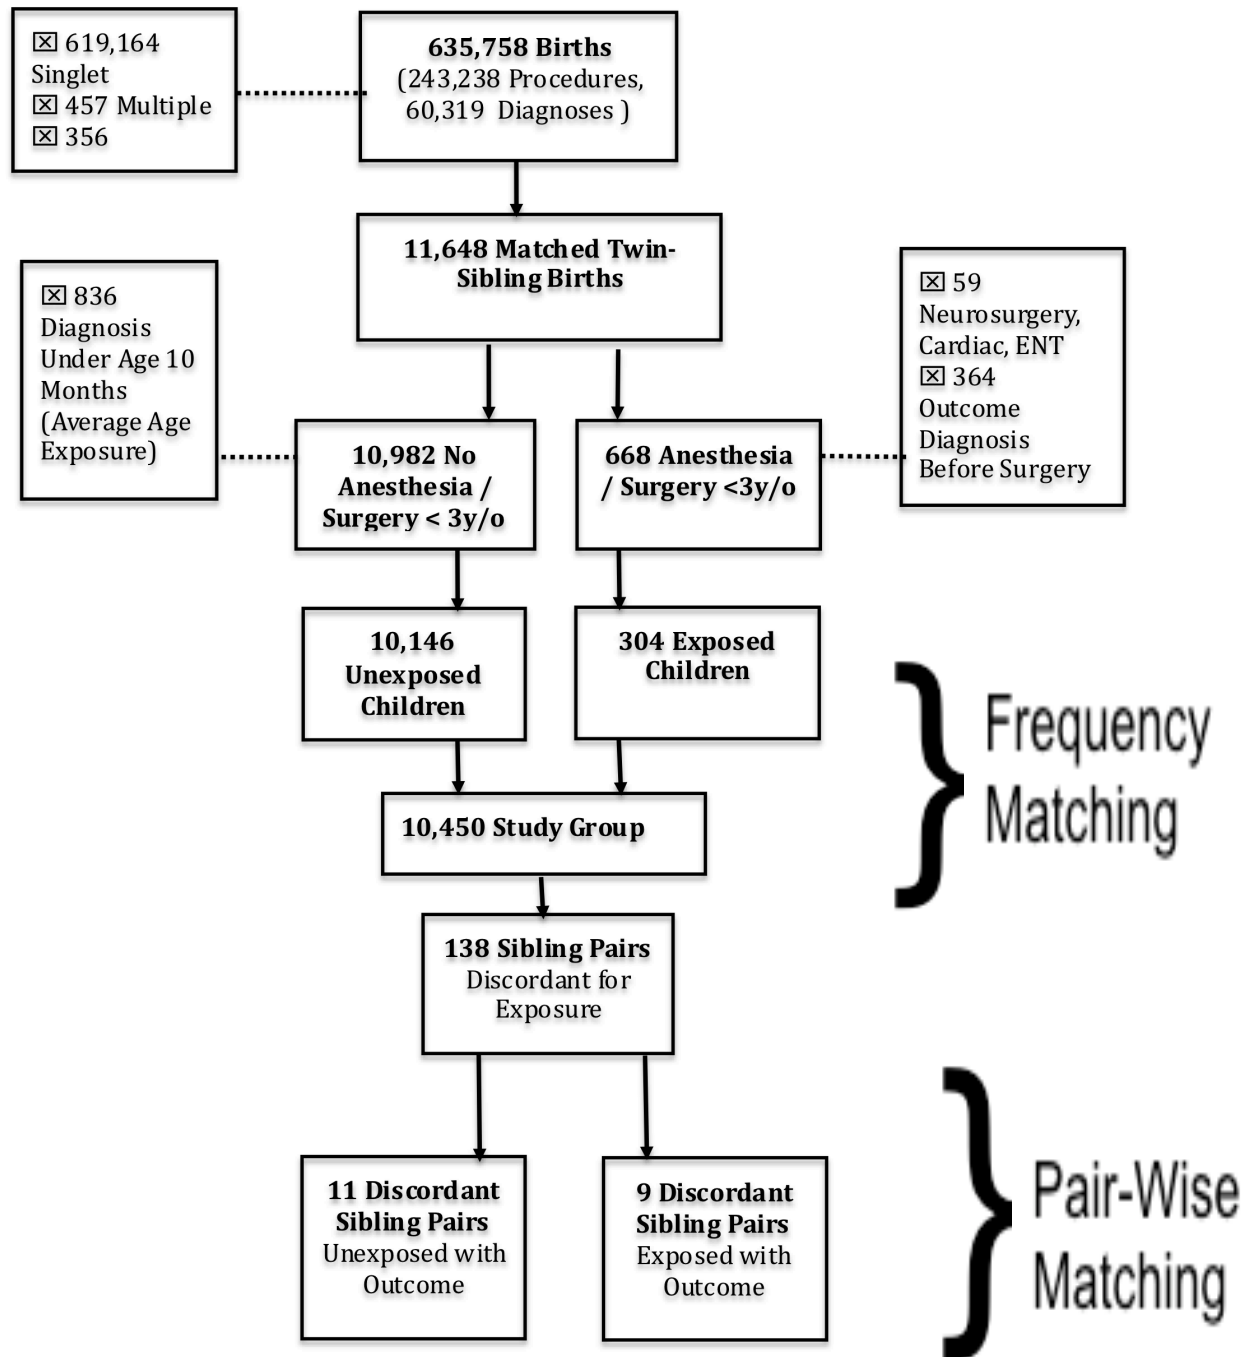 ☒ 619,164
Singlet
☒ 457 Multiple
☒ 356
635,758 Births
(243,238 Procedures,
60,319 Diagnoses )
11,648 Matched Twin-
Sibling Births
☒ 836
Diagnosis
Under Age 10
Months
(Average Age
Exposure)
☒ 59
Neurosurgery,
Cardiac, ENT
☒ 364
Outcome
Diagnosis
Before Surgery
10,982 No
Anesthesia /
Surgery < 3y/o
668 Anesthesia
/ Surgery <3y/o
10,146
Unexposed
Children
304 Exposed
Children
Frequency
Matching
10,450 Study Group
138 Sibling Pairs
Discordant for
Exposure
11 Discordant
Sibling Pairs
Unexposed with
Outcome
9 Discordant
Sibling Pairs
Exposed with
Outcome
Pair-Wise
Matching